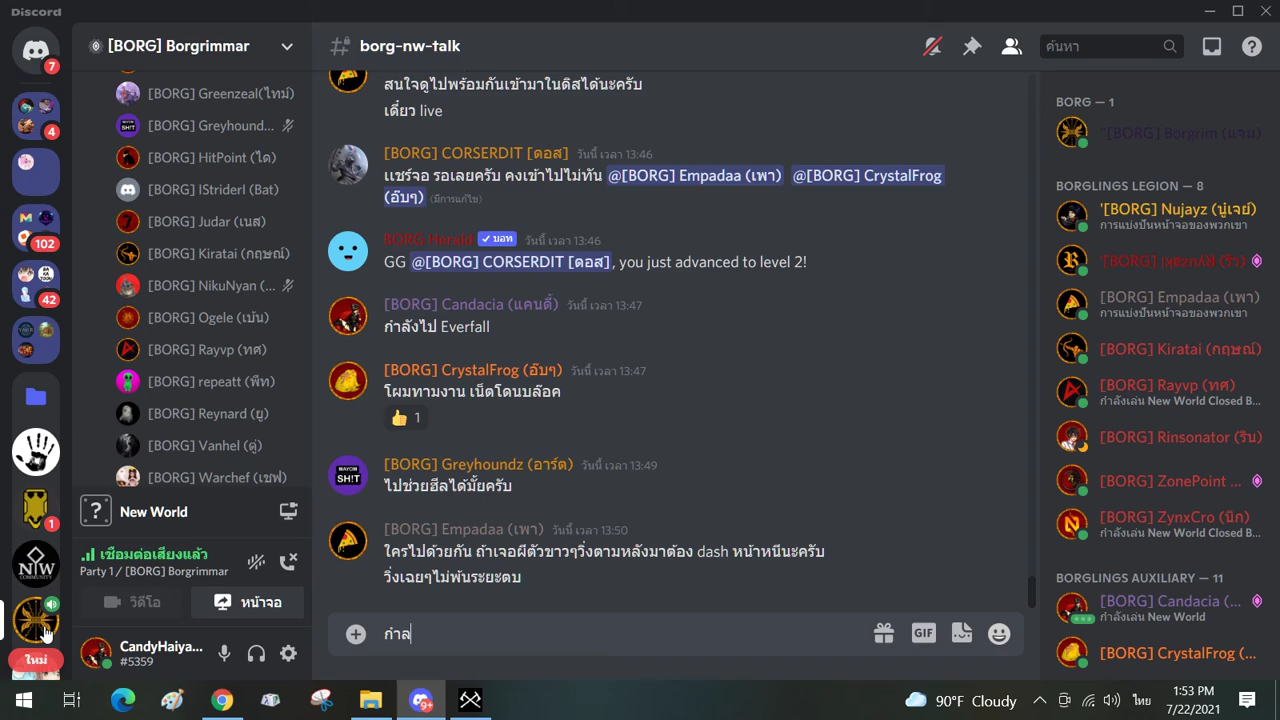 Discord
[BORG] Borgrimmar
borg-nw-talk
ค้นหา
7
4
102
42
1
ใหม่
[BORG] Greenzeal(ไทม์)
[BORG] Greyhound...
[BORG] HitPoint (ได)
[BORG] IStriderI (Bat)
[BORG] Judar (เนส)
[BORG] Kiratai (กฤษณ์)
[BORG] NikuNyan (...
[BORG] Ogele (เบ้น)
[BORG] Rayvp (ทศ)
[BORG] repeatt (พีท)
[BORG] Reynard (ยู)
[BORG] Vanhel (ดู๋)
[BORG] Warchef (เชฟ)
New World
เชื่อมต่อเสียงแล้ว
Party 1 / [BORG] Borgrimmar
วิดีโอ
หน้าจอ
CandyHaiya...
#5359
สนใจดูไปพร้อมกันเข้ามาในดิสได้นะครับ
เดี๋ยว live
[BORG] CORSERDIT [ดอส] วันนี้ เวลา 13:46
แชร์จอ รอเลยครับ คงเข้าไปไม่ทัน @[BORG] Empadaa (เพา) @[BORG] CrystalFrog
(อ๊บๆ) (มีการแก้ไข)
BORG Herald บอท วันนี้ เวลา 13:46
GG @[BORG] CORSERDIT [ดอส], you just advanced to level 2!
[BORG] Candacia (แคนดี้) วันนี้ เวลา 13:47
กำลังไป Everfall
[BORG] CrystalFrog (อ๊บๆ) วันนี้ เวลา 13:47
โผมทามงาน เน็ตโดนบล๊อค
1
[BORG] Greyhoundz (อาร์ต) วันนี้ เวลา 13:49
MAYOM
SH!T
ไปช่วยฮีลได้มั้ยครับ
[BORG] Empadaa (เพา) วันนี้ เวลา 13:50
ใครไปด้วยกัน ถ้าเจอผีตัวขาวๆวิ่งตามหลังมาต้อง dash หน้าหนีนะครับ
วิ่งเฉยๆไม่พ้นระยะตบ
กำล
GIF
BORG — 1
"[BORG] Borgrim (แจม)
BORGLINGS LEGION — 8
'[BORG] Nujayz (นู๋เจย์)
การแบ่งปันหน้าจอของพวกเขา
[BORG] Empadaa (เพา)
การแบ่งปันหน้าจอของพวกเขา
[BORG] Kiratai (กฤษณ์)
[BORG] Rayvp (ทศ)
กำลังเล่น New World Closed B...
[BORG] Rinsonator (ริน)
[BORG] ZonePoint ...
[BORG] ZynxCro (นิก)
กำลังเล่น New World Closed B...
BORGLINGS AUXILIARY — 11
[BORG] Candacia (...
กำลังเล่น New World
[BORG] CrystalFrog (...
9+
90°F Cloudy
ไทย
1:53 PM
7/22/2021